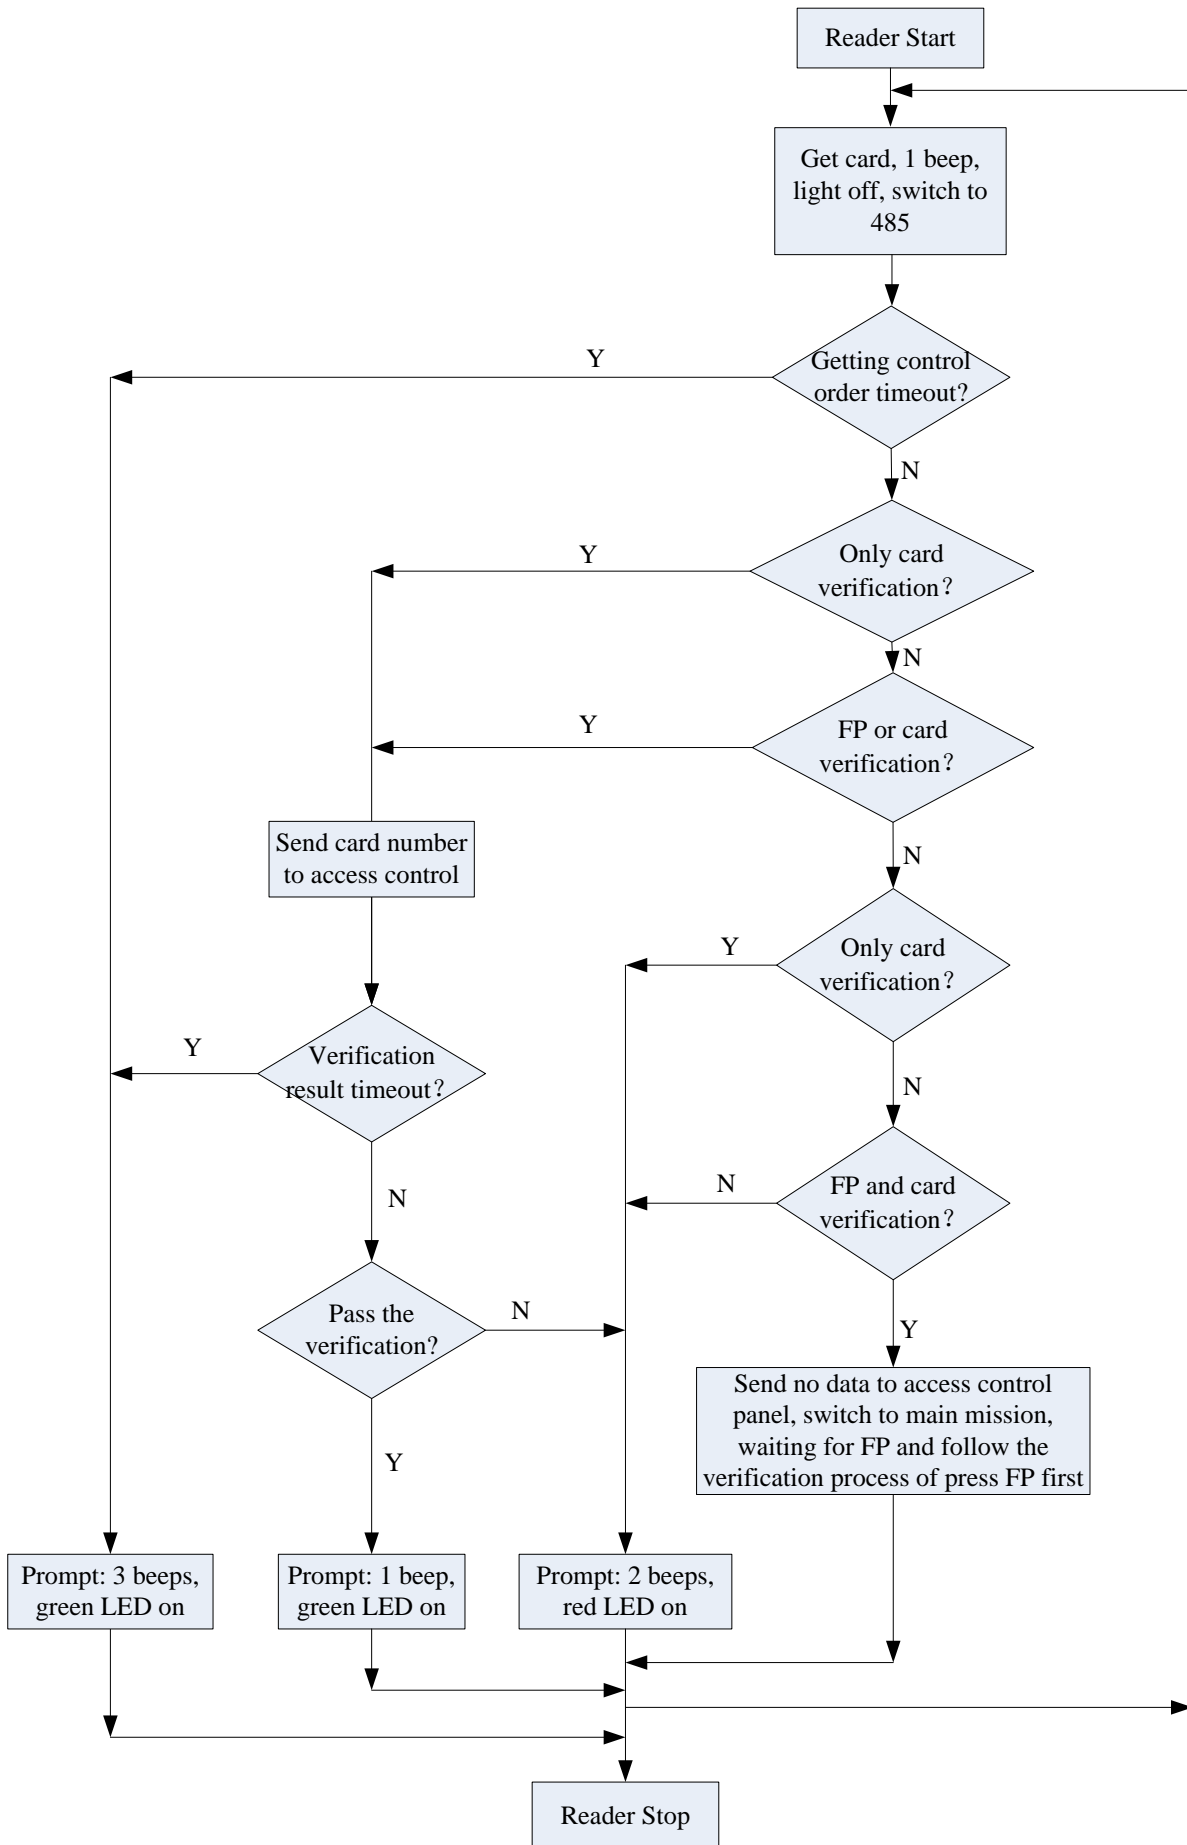 Reader Start
Get card, 1 beep,
light off, switch to
485
Y
Getting control
order timeout?
N
Y
Only card
verification?
N
Y
FP or card
verification?
Send card number
to access control
N
Y
Only card
verification?
Y
Verification
result timeout?
N
N
N
FP and card
verification?
Pass the
verification?
N
Y
Y
Send no data to access control
panel, switch to main mission,
waiting for FP and follow the
verification process of press FP first
Prompt: 3 beeps,
green LED on
Prompt: 1 beep,
green LED on
Prompt: 2 beeps,
red LED on
Reader Stop